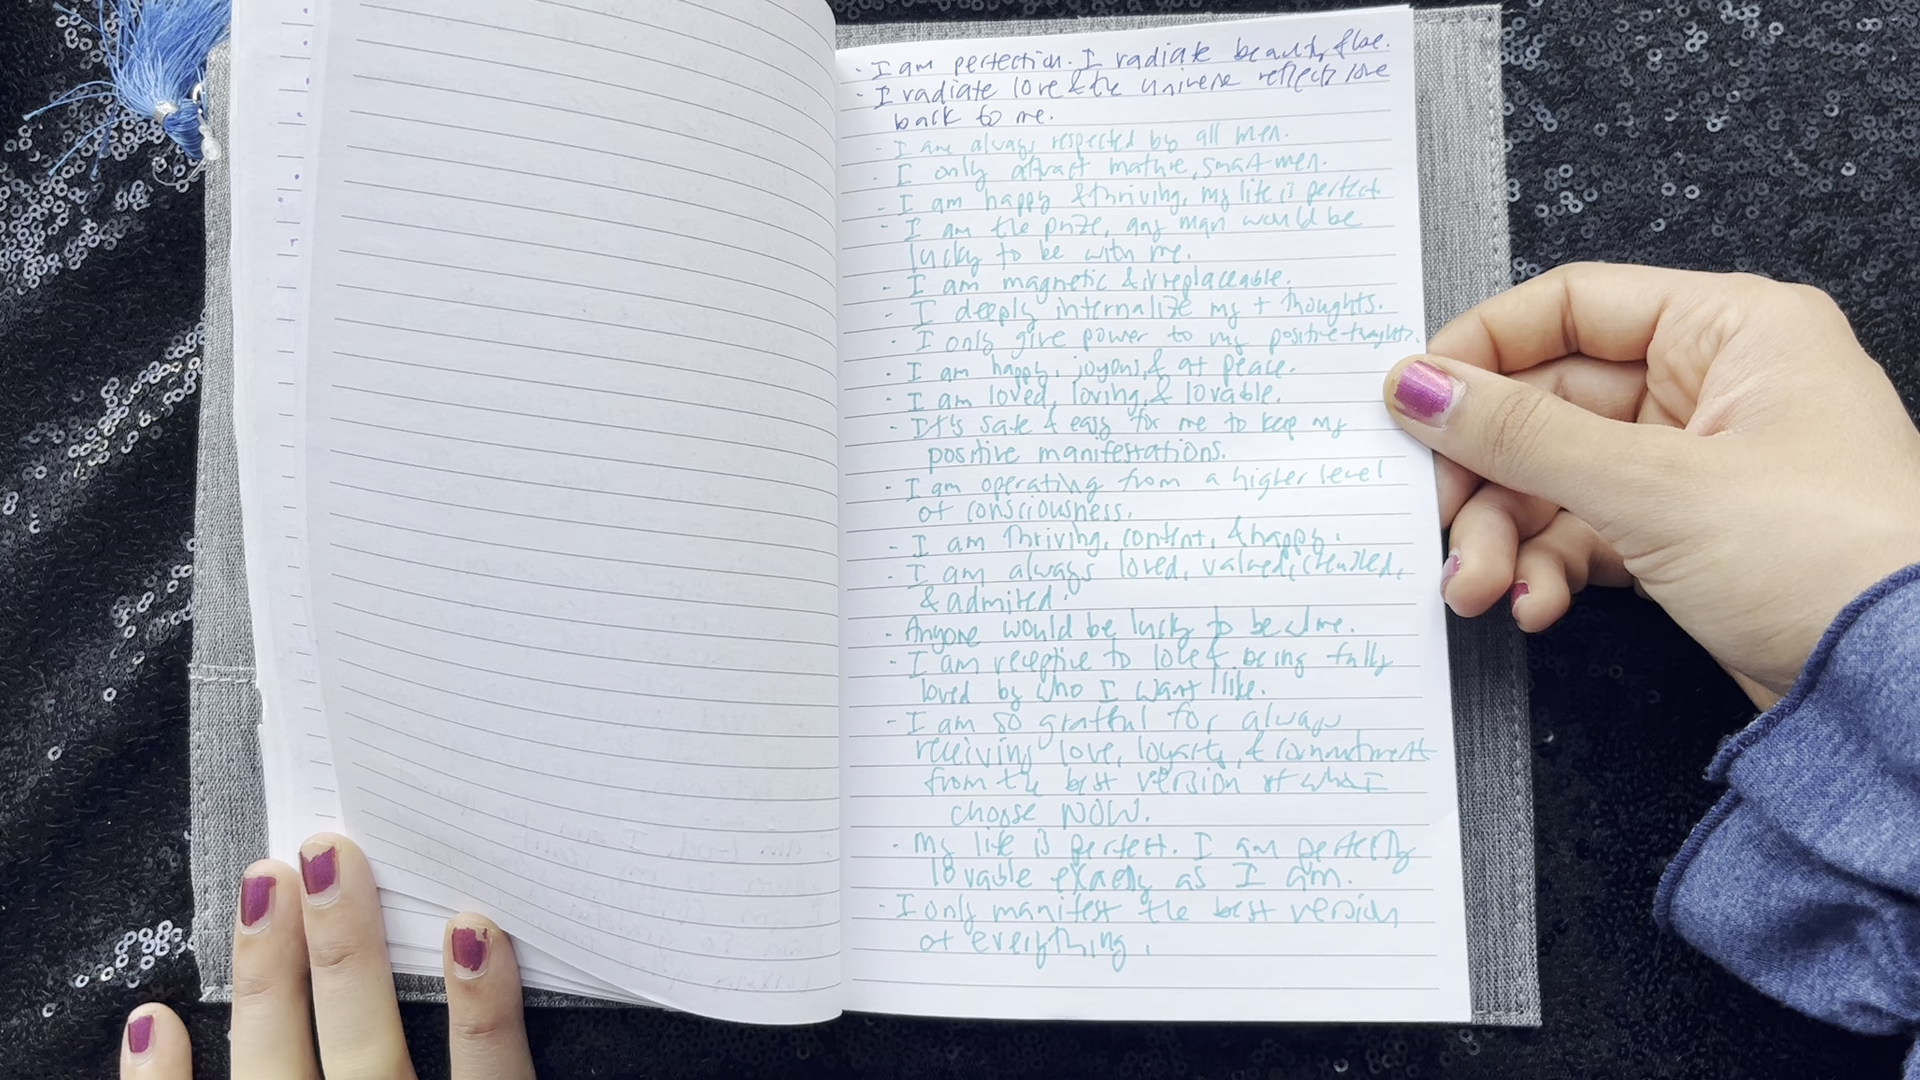 - I am perfection. I radiate beauty & love.
- I radiate love & the universe reflects love
back to me.
- I am always respected by all men.
- I only attract mature, smart men.
- I am happy & thriving, my life is perfect.
- I am the prize, any man would be
lucky to be with me.
- I am magnetic & irreplaceable.
- I deeply internalize my + thoughts.
- I only give power to my positive thoughts.
- I am happy, joyous, & at peace.
- I am loved, loving, & lovable.
- It's safe & easy for me to keep my
positive manifestations.
- I am operating from a higher level
of consciousness.
- I am thriving, content, & happy.
- I am always loved, valued, cherished,
& admired.
- Anyone would be lucky to be w/ me.
- I am receptive to love & being fully
loved by who I want / like.
- I am so grateful for always
receiving love, loyalty, & commitment
from the best version of who I
choose NOW.
- My life is perfect. I am perfectly
lovable exactly as I am.
- I only manifest the best version
of everything.